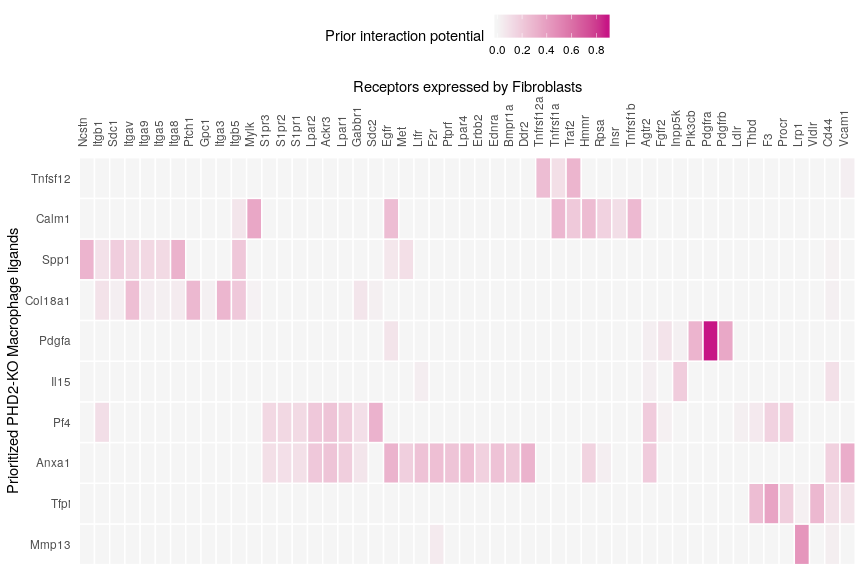 Prior interaction potential
0.0 0.2 0.4 0.6 0.8
Receptors expressed by Fibroblasts
Ncstn Itgb1 Sdc1 Itgav Itga9 Itga5 Itga8 Ptch1 Gpc1 Itga3 Itgb5 Mylk S1pr3 S1pr2 S1pr1 Lpar2 Ackr3 Lpar1 Gabbr1 Sdc2 Egfr Met Lifr F2r Ptprf Lpar4 Erbb2 Ednra Bmpr1a Ddr2 Tnfrsf12a Tnfrsf1a Traf2 Hmmr Rpsa Insr Tnfrsf1b Agtr2 Fgfr2 Inpp5k Plk3cb Pdgfra Pdgfrb Ldlr Thbd F3 Procr Lrp1 Vldlr Cd44 Vcam1
Prioritized PHD2-KO Macrophage ligands
Tnfsf12
Calm1
Spp1
Col18a1
Pdgfa
Il15
Pf4
Anxa1
Tfpi
Mmp13